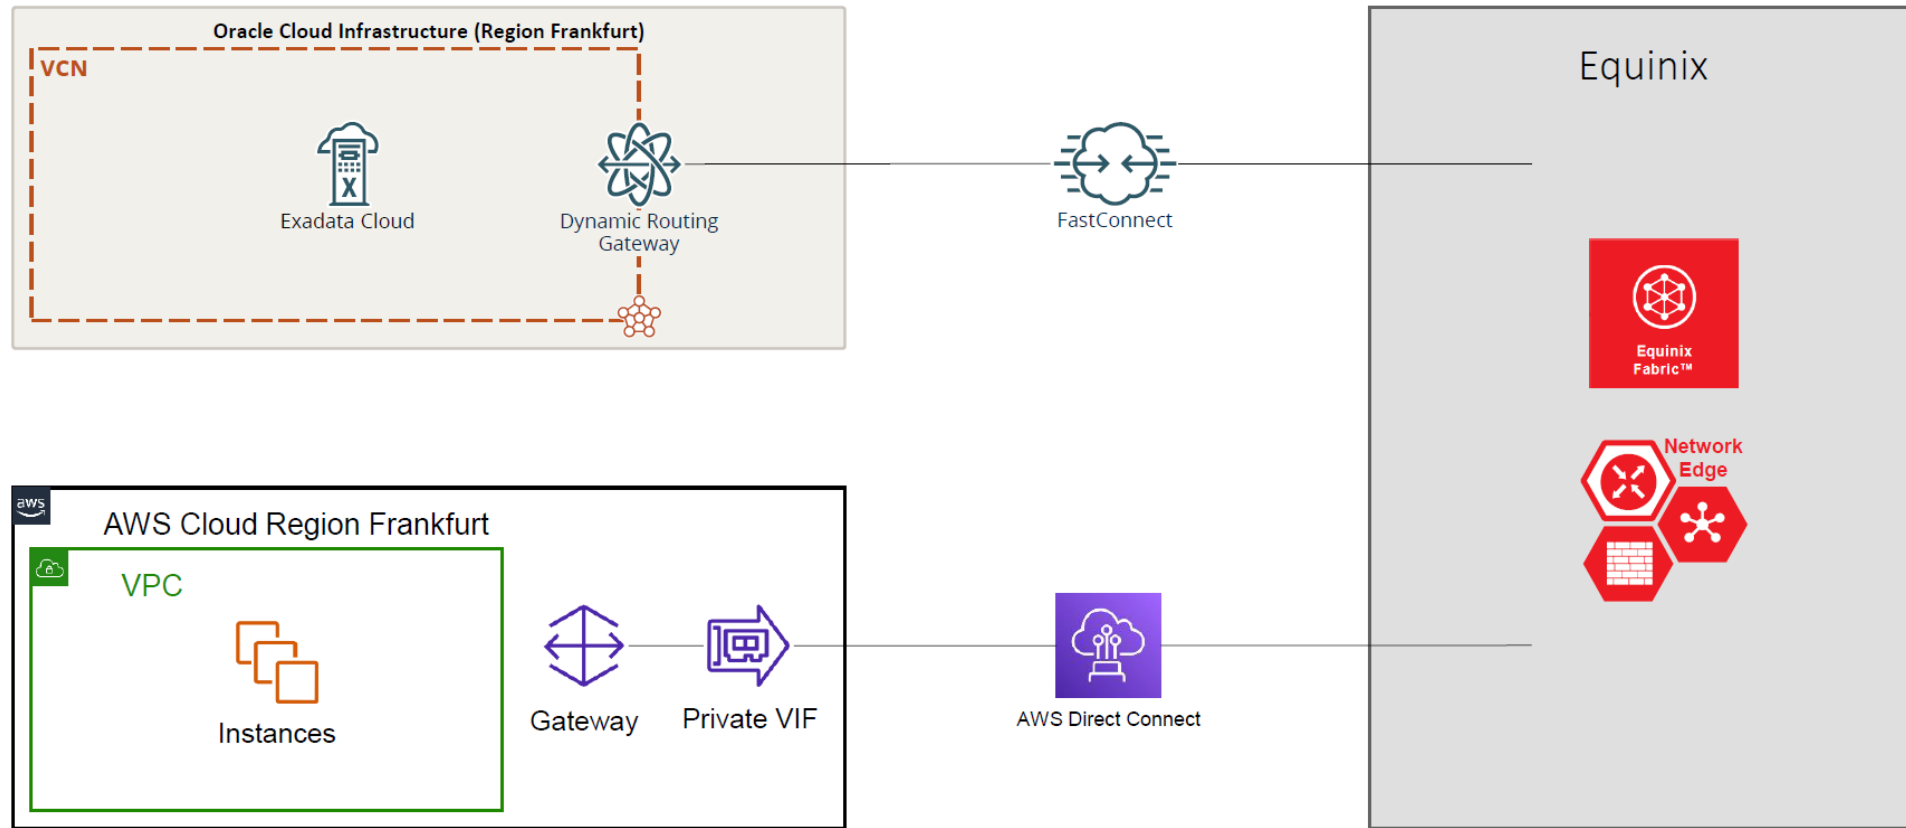 Oracle Cloud Infrastructure (Region Frankfurt)
VCN
Exadata Cloud
Dynamic Routing
Gateway
FastConnect
Equinix
Equinix
Fabric™
Network
Edge
aws
AWS Cloud Region Frankfurt
VPC
Instances
Gateway
Private VIF
AWS Direct Connect
X